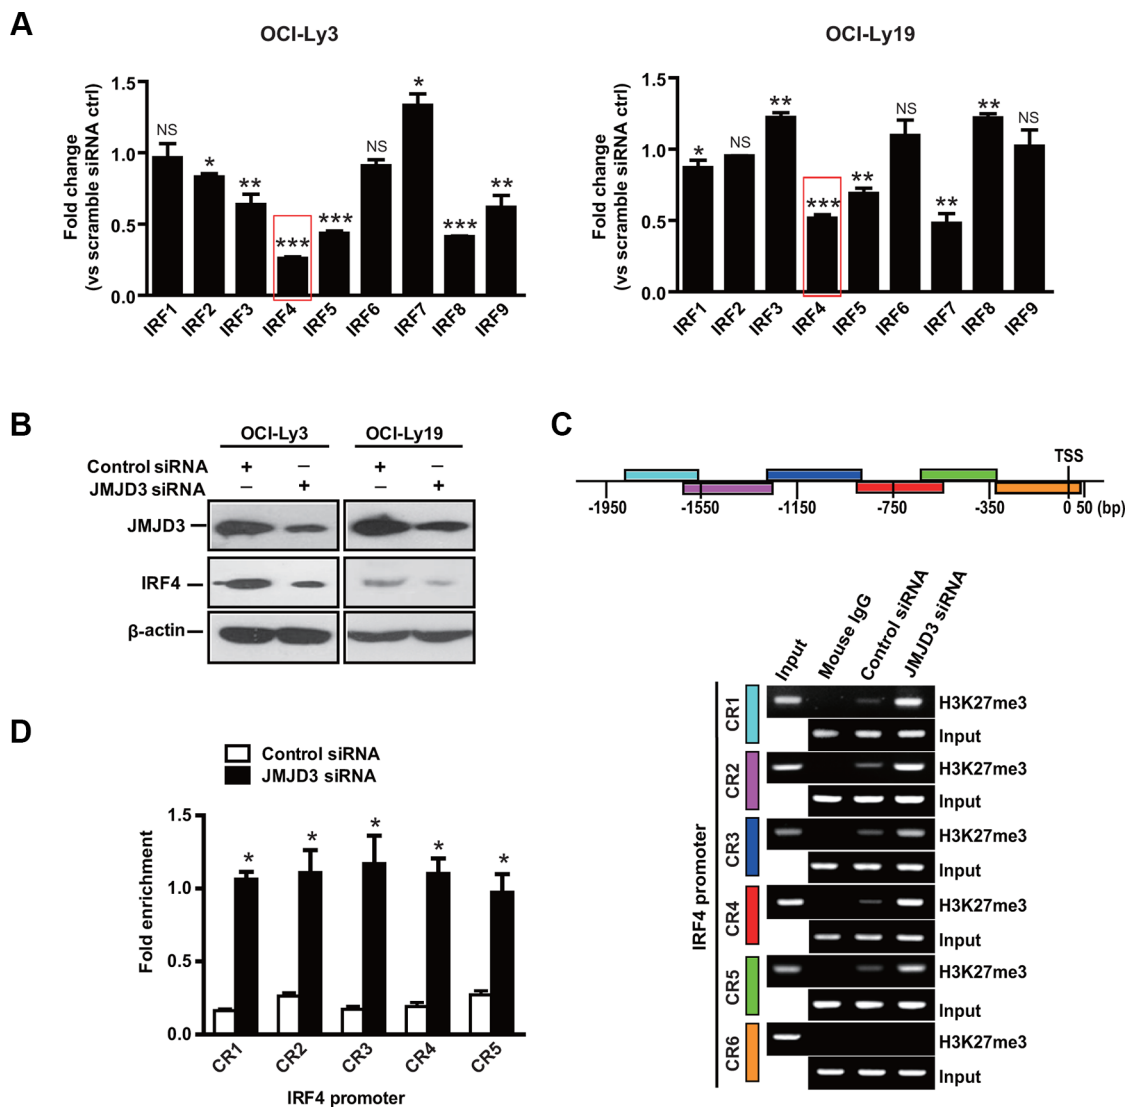 A
OCI-Ly3
Fold change
(vs scramble siRNA ctrl)
1.5
1.0
0.5
0.0
NS
*
**
***
***
NS
*
***
**
IRF1
IRF2
IRF3
IRF4
IRF5
IRF6
IRF7
IRF8
IRF9
OCI-Ly19
Fold change
(vs scramble siRNA ctrl)
1.5
1.0
0.5
0.0
*
NS
**
***
**
NS
**
**
NS
IRF1
IRF2
IRF3
IRF4
IRF5
IRF6
IRF7
IRF8
IRF9
B
OCI-Ly3 OCI-Ly19
Control siRNA + – + –
JMJD3 siRNA – + – +
JMJD3
IRF4
β-actin
C
TSS
-1950 -1550 -1150 -750 -350 0 50 (bp)
Input
Mouse IgG
Control siRNA
JMJD3 siRNA
IRF4 promoter
CR1
H3K27me3
Input
CR2
H3K27me3
Input
CR3
H3K27me3
Input
CR4
H3K27me3
Input
CR5
H3K27me3
Input
CR6
H3K27me3
Input
D
Control siRNA
JMJD3 siRNA
Fold enrichment
1.5
1.0
0.5
0.0
*
*
*
*
*
CR1
CR2
CR3
CR4
CR5
IRF4 promoter